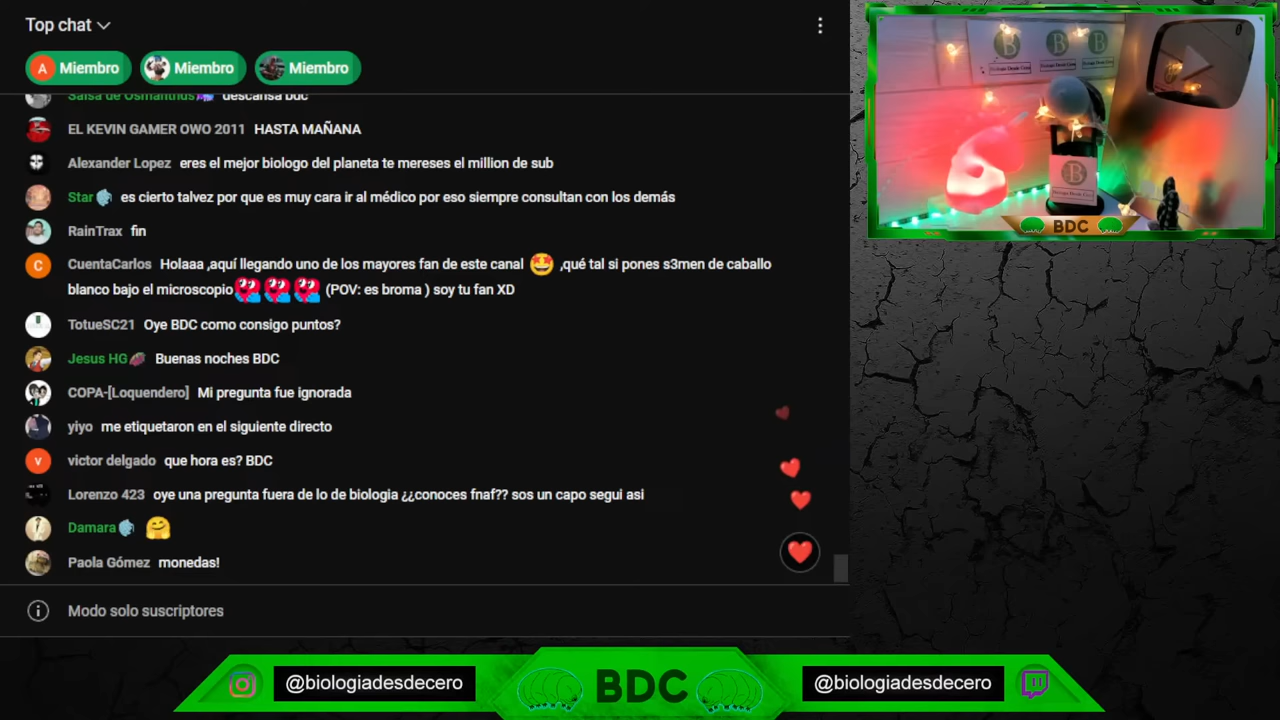 Top chat
A Miembro Miembro Miembro
Salsa de Osmanthus descansa bdc
EL KEVIN GAMER OWO 2011 HASTA MAÑANA
Alexander Lopez eres el mejor biologo del planeta te mereses el million de sub
Star es cierto talvez por que es muy cara ir al médico por eso siempre consultan con los demás
RainTrax fin
C CuentaCarlos Holaaa ,aquí llegando uno de los mayores fan de este canal ,qué tal si pones s3men de caballo
blanco bajo el microscopio (POV: es broma ) soy tu fan XD
TotueSC21 Oye BDC como consigo puntos?
Jesus HG Buenas noches BDC
COPA-[Loquendero] Mi pregunta fue ignorada
yiyo me etiquetaron en el siguiente directo
v victor delgado que hora es? BDC
Lorenzo 423 oye una pregunta fuera de lo de biologia ¿¿conoces fnaf?? sos un capo segui asi
Damara
Paola Gómez monedas!
Modo solo suscriptores
BDC
@biologiadesdecero BDC @biologiadesdecero